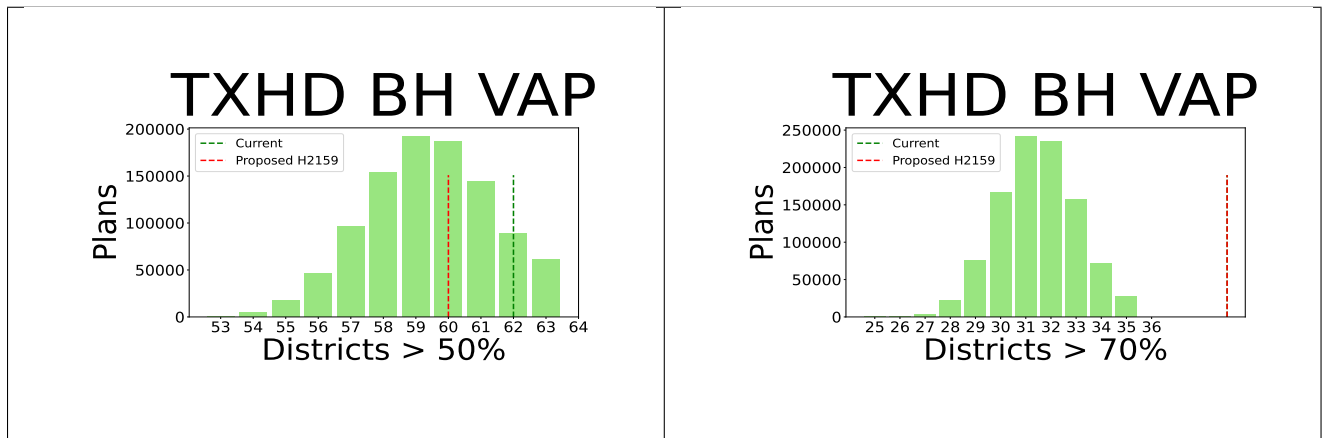 TXHD BH VAP
200000
150000
100000
50000
0
Plans
Current
Proposed H2159
53 54 55 56 57 58 59 60 61 62 63 64
Districts > 50%
TXHD BH VAP
250000
200000
150000
100000
50000
0
Plans
Current
Proposed H2159
25 26 27 28 29 30 31 32 33 34 35 36
Districts > 70%